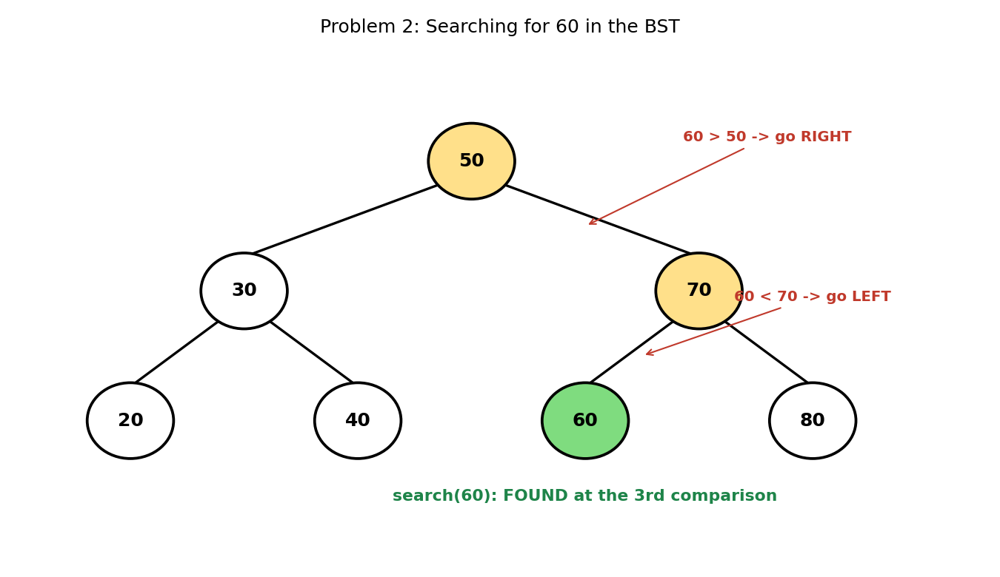 Problem 2: Searching for 60 in the BST
60 > 50 -> go RIGHT
50
30
70
60 < 70 -> go LEFT
20
40
60
80
search(60): FOUND at the 3rd comparison